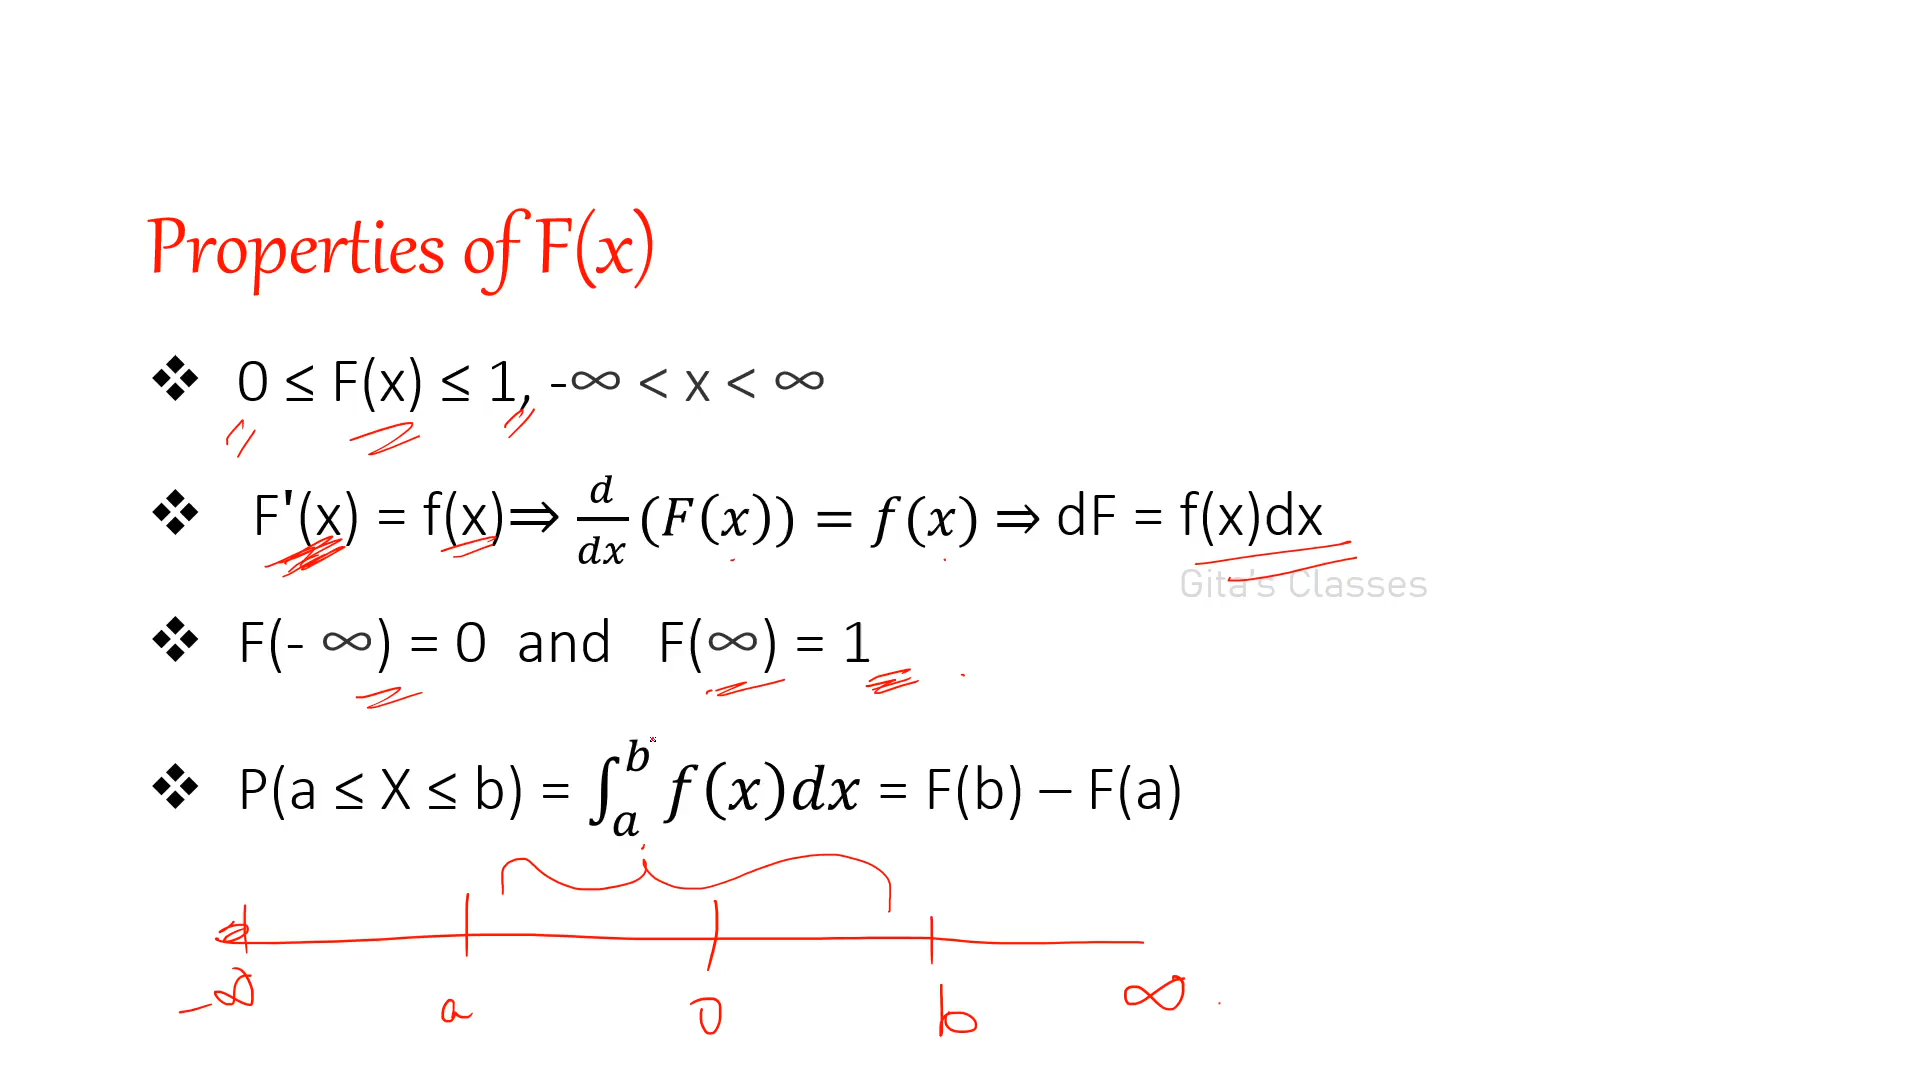 Properties of F(x)
❖ 0 ≤ F(x) ≤ 1, -∞ < x < ∞
❖ F'(x) = f(x)⇒ d/dx (F(x)) = f(x) ⇒ dF = f(x)dx
Gita's Classes
❖ F(- ∞) = 0 and F(∞) = 1
❖ P(a ≤ X ≤ b) = ∫_a^b f(x)dx = F(b) – F(a)
-∞ a 0 b ∞